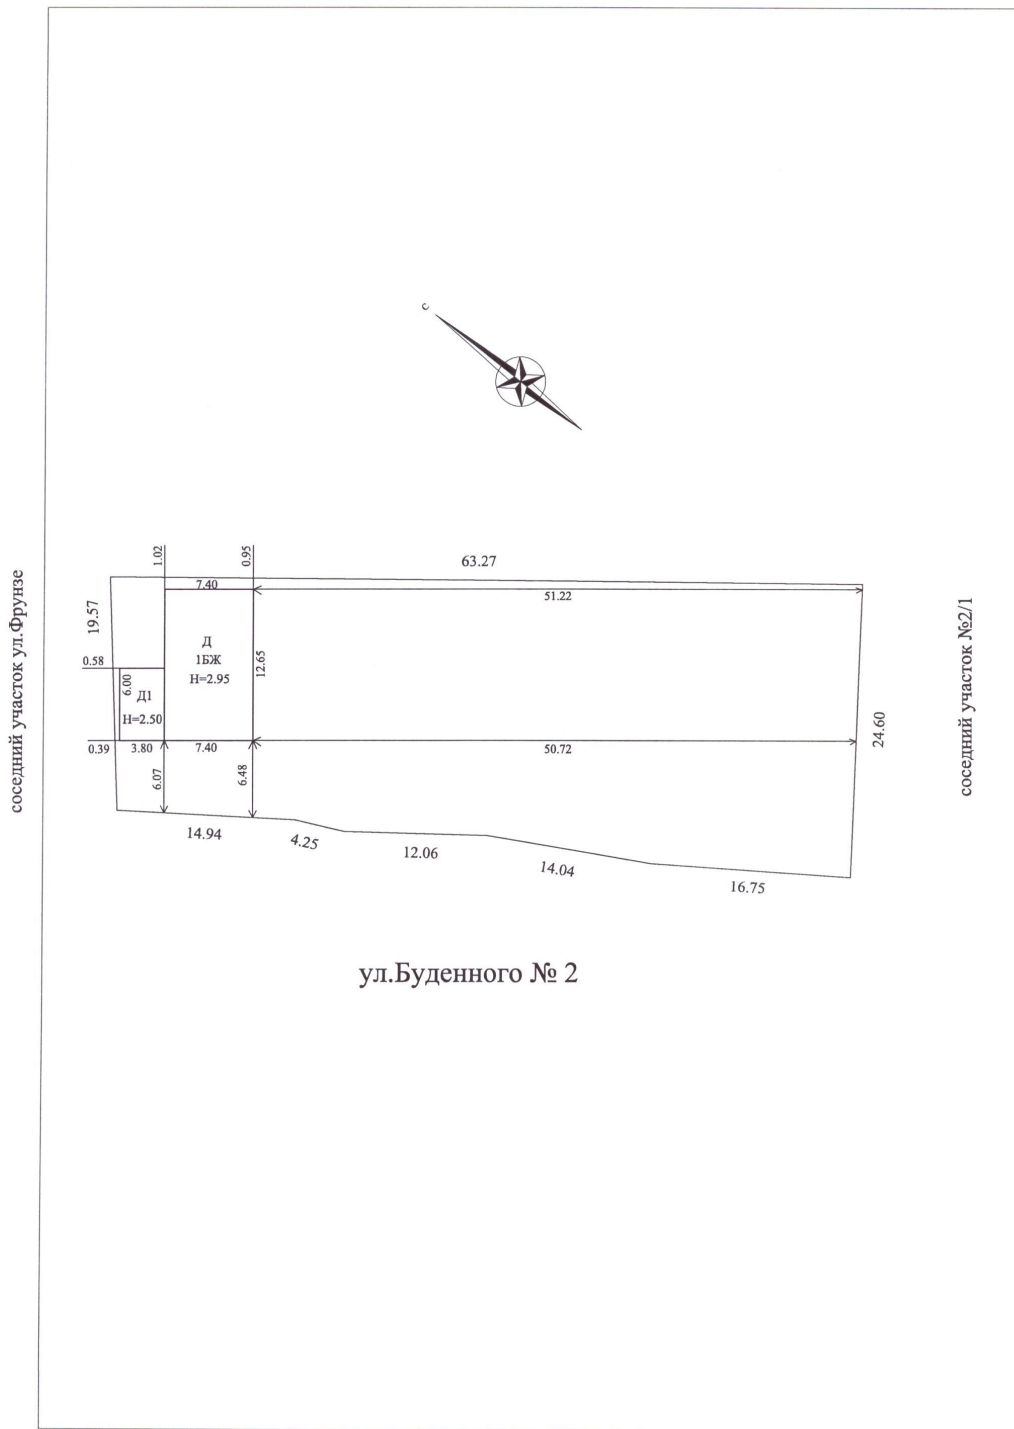 с
1.02
0.95
63.27
7.40
51.22
19.57
соседний участок ул.Фрунзе
Д
1БЖ
Н=2.95
12.65
0.58
6.00
Д1
Н=2.50
соседний участок №2/1
24.60
0.39
3.80
7.40
50.72
6.07
6.48
14.94
4.25
12.06
14.04
16.75
ул.Буденного № 2